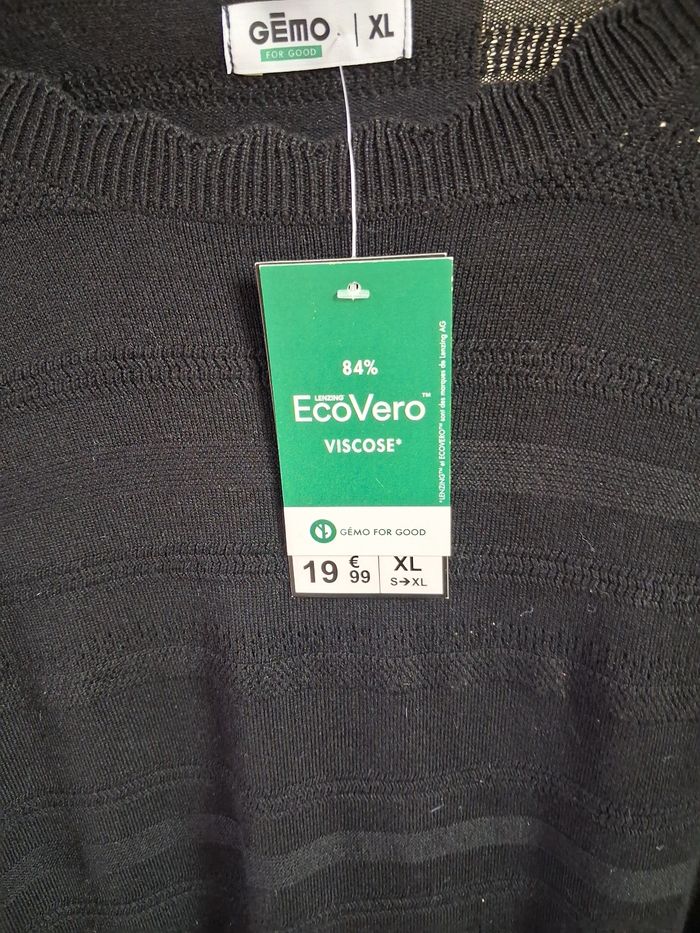 GĒMO | XL
FOR GOOD
84%
LENZING™
EcoVero™
VISCOSE*
*LENZING™ et ECOVERO™ sont des marques de Lenzing AG
GĒMO FOR GOOD
19 €99 XL
S→XL